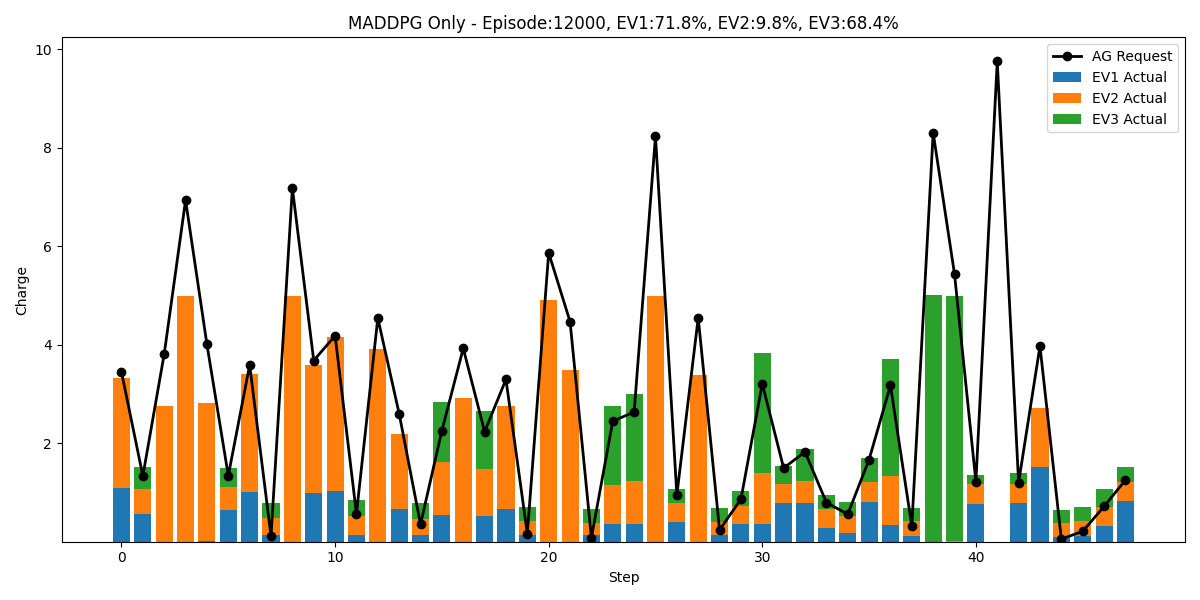 MADDPG Only - Episode:12000, EV1:71.8%, EV2:9.8%, EV3:68.4%
AG Request
EV1 Actual
EV2 Actual
EV3 Actual
Charge
10
8
6
4
2
0 10 20 30 40
Step